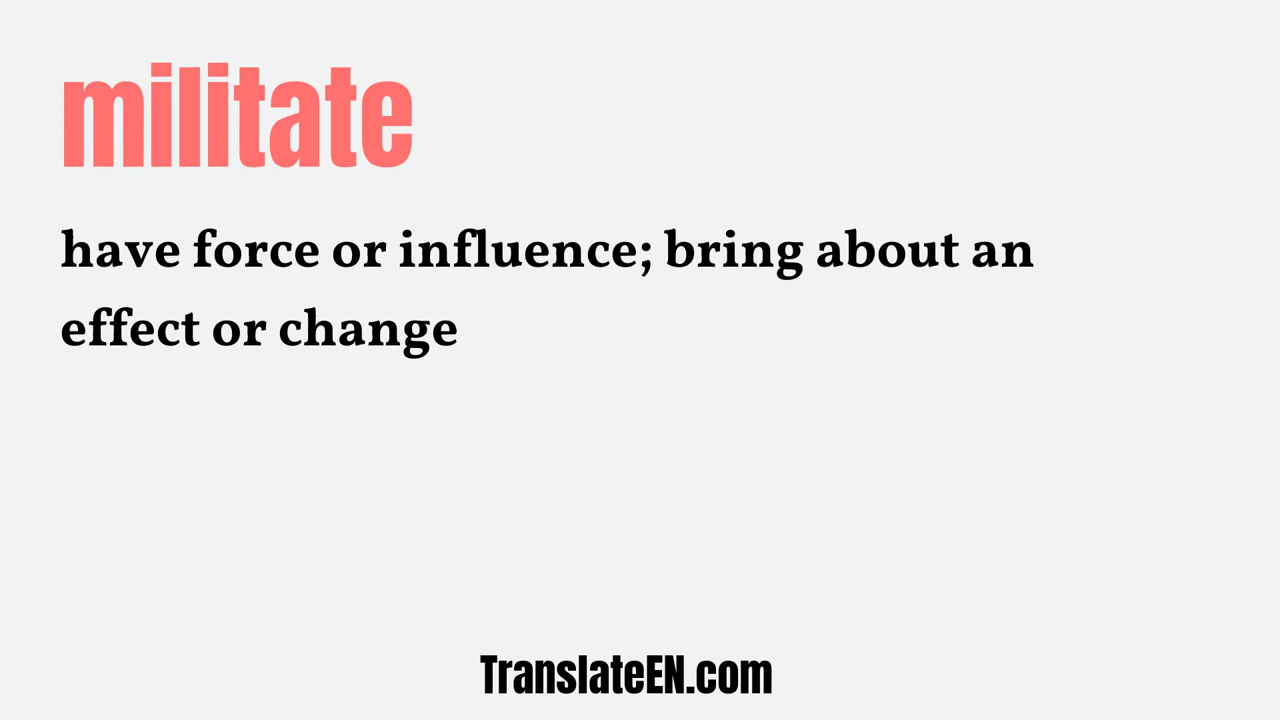 militate
have force or influence; bring about an
effect or change
TranslateEN.com